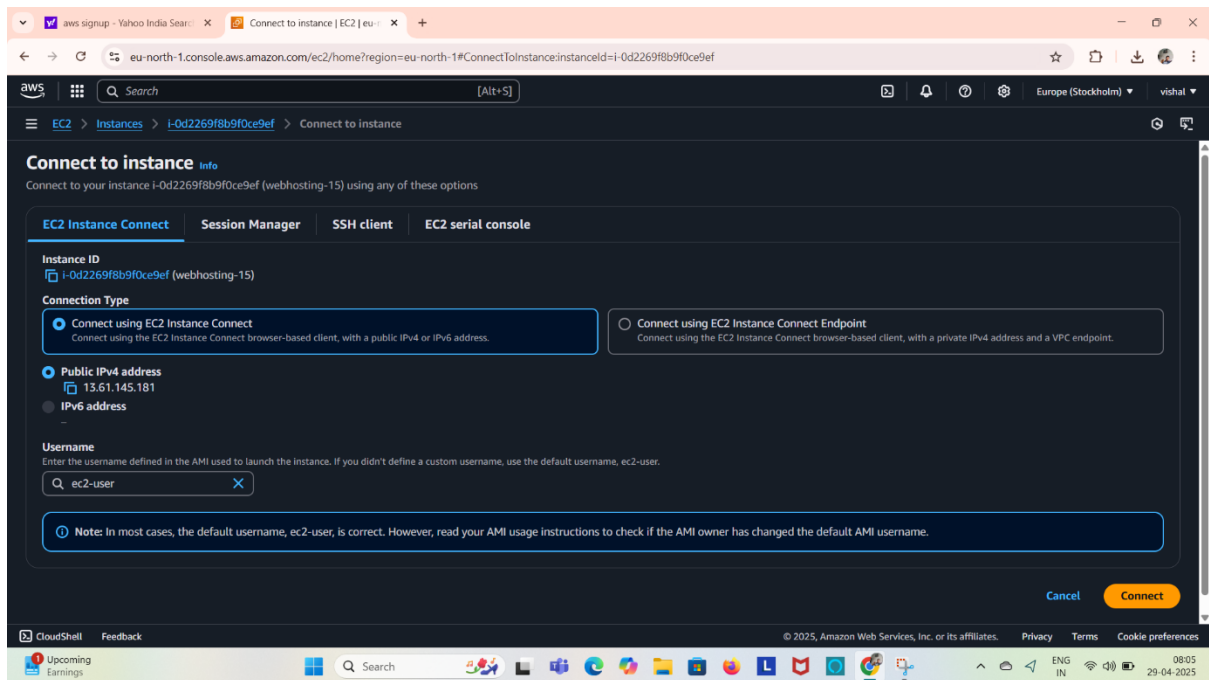 aws signup - Yahoo India Searc
Connect to instance | EC2 | eu-n
eu-north-1.console.aws.amazon.com/ec2/home?region=eu-north-1#ConnectToInstance:instanceId=i-0d2269f8b9f0ce9ef
aws
Search [Alt+S]
Europe (Stockholm) vishal
EC2 > Instances > i-0d2269f8b9f0ce9ef > Connect to instance
Connect to instance Info
Connect to your instance i-0d2269f8b9f0ce9ef (webhosting-15) using any of these options
EC2 Instance Connect Session Manager SSH client EC2 serial console
Instance ID
i-0d2269f8b9f0ce9ef (webhosting-15)
Connection Type
Connect using EC2 Instance Connect
Connect using the EC2 Instance Connect browser-based client, with a public IPv4 or IPv6 address.
Connect using EC2 Instance Connect Endpoint
Connect using the EC2 Instance Connect browser-based client, with a private IPv4 address and a VPC endpoint.
Public IPv4 address
13.61.145.181
IPv6 address
–
Username
Enter the username defined in the AMI used to launch the instance. If you didn't define a custom username, use the default username, ec2-user.
ec2-user
Note: In most cases, the default username, ec2-user, is correct. However, read your AMI usage instructions to check if the AMI owner has changed the default AMI username.
Cancel Connect
CloudShell Feedback © 2025, Amazon Web Services, Inc. or its affiliates. Privacy Terms Cookie preferences
1
Upcoming
Earnings
Search
L
ENG
IN
08:05
29-04-2025